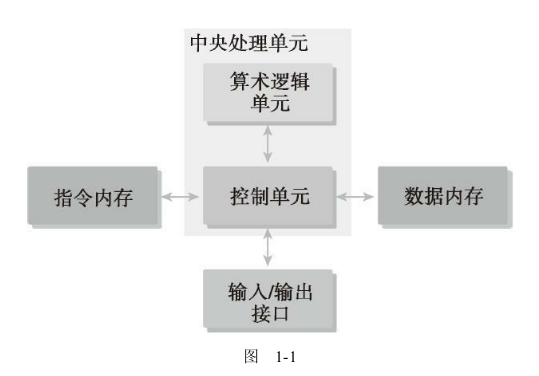 中央处理单元
算术逻辑
单元
指令内存
控制单元
数据内存
输入/输出
接口
图 1-1